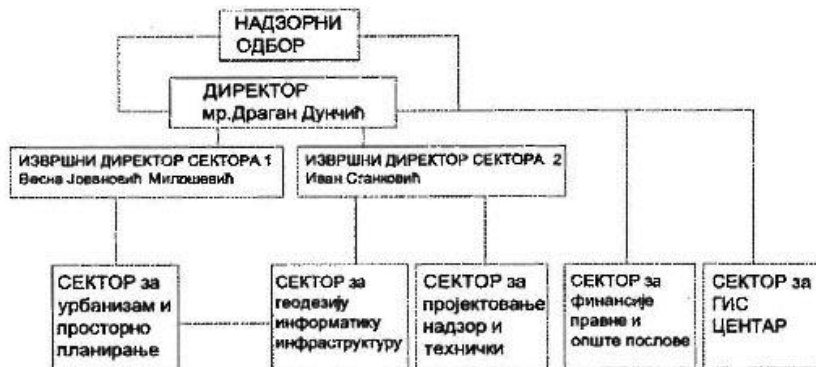 НАДЗОРНИ
ОДБОР
ДИРЕКТОР
мр.Драган Дунчић
ИЗВРШНИ ДИРЕКТОР СЕКТОРА 1
Весна Јовановић Милошевић
ИЗВРШНИ ДИРЕКТОР СЕКТОРА 2
Иван Станковић
СЕКТОР за
урбанизам и
просторно
планирање
СЕКТОР за
геодезију
информатику
инфраструктуру
СЕКТОР за
пројектовање
надзор и
технички
СЕКТОР за
финансије
правне и
опште послове
СЕКТОР за
ГИС
ЦЕНТАР